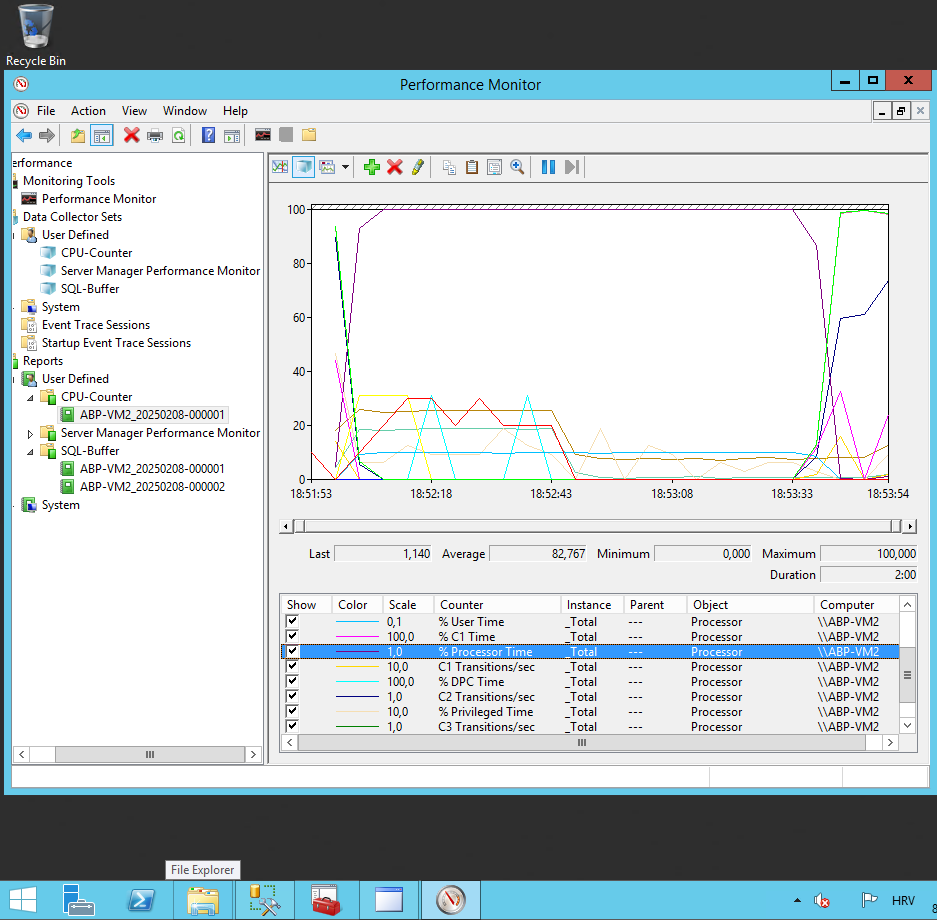 Recycle Bin
Performance Monitor
File Action View Window Help
erformance
Monitoring Tools
Performance Monitor
Data Collector Sets
User Defined
CPU-Counter
Server Manager Performance Monitor
SQL-Buffer
System
Event Trace Sessions
Startup Event Trace Sessions
Reports
User Defined
CPU-Counter
ABP-VM2_20250208-000001
Server Manager Performance Monitor
SQL-Buffer
ABP-VM2_20250208-000001
ABP-VM2_20250208-000002
System
100
80
60
40
20
0
18:51:53 18:52:18 18:52:43 18:53:08 18:53:33 18:53:54
Last 1,140 Average 82,767 Minimum 0,000 Maximum 100,000
Duration 2:00
Show Color Scale Counter Instance Parent Object Computer
0,1 % User Time _Total --- Processor \\ABP-VM2
100,0 % C1 Time _Total --- Processor \\ABP-VM2
1,0 % Processor Time _Total --- Processor \\ABP-VM2
10,0 C1 Transitions/sec _Total --- Processor \\ABP-VM2
100,0 % DPC Time _Total --- Processor \\ABP-VM2
1,0 C2 Transitions/sec _Total --- Processor \\ABP-VM2
10,0 % Privileged Time _Total --- Processor \\ABP-VM2
1,0 C3 Transitions/sec _Total --- Processor \\ABP-VM2
File Explorer
HRV